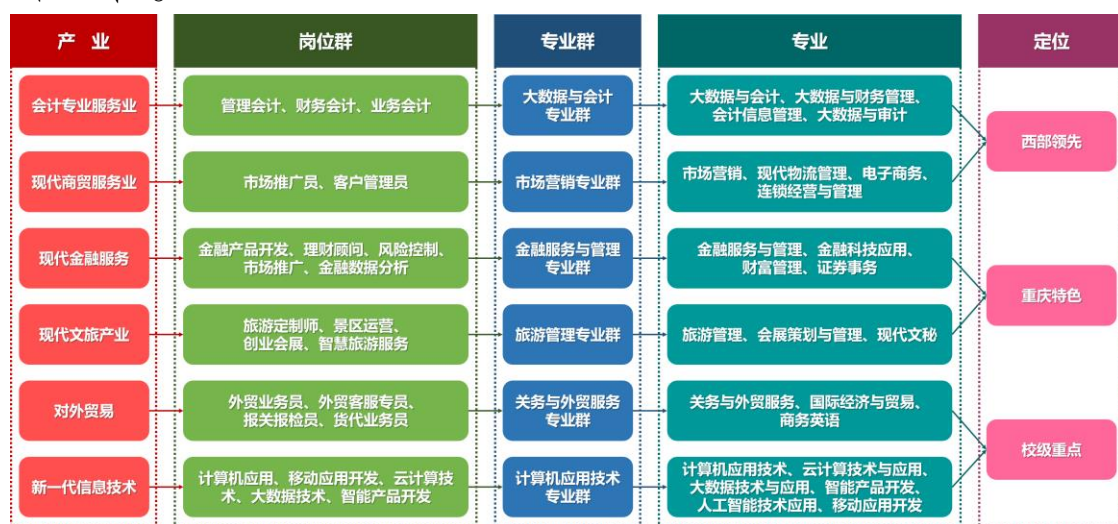 产 业
岗位群
专业群
专业
定位
会计专业服务业
管理会计、财务会计、业务会计
大数据与会计
专业群
大数据与会计、大数据与财务管理、
会计信息管理、大数据与审计
西部领先
现代商贸服务业
市场推广员、客户管理员
市场营销专业群
市场营销、现代物流管理、电子商务、
连锁经营与管理
现代金融服务
金融产品开发、理财顾问、风险控制、
市场推广、金融数据分析
金融服务与管理
专业群
金融服务与管理、金融科技应用、
财富管理、证券事务
重庆特色
现代文旅产业
旅游定制师、景区运营、
创业会展、智慧旅游服务
旅游管理专业群
旅游管理、会展策划与管理、现代文秘
对外贸易
外贸业务员、外贸客服专员、
报关报检员、货代业务员
关务与外贸服务
专业群
关务与外贸服务、国际经济与贸易、
商务英语
校级重点
新一代信息技术
计算机应用、移动应用开发、云计算技
术、大数据技术、智能产品开发
计算机应用技术
专业群
计算机应用技术、云计算技术与应用、
大数据技术与应用、智能产品开发、
人工智能技术应用、移动应用开发